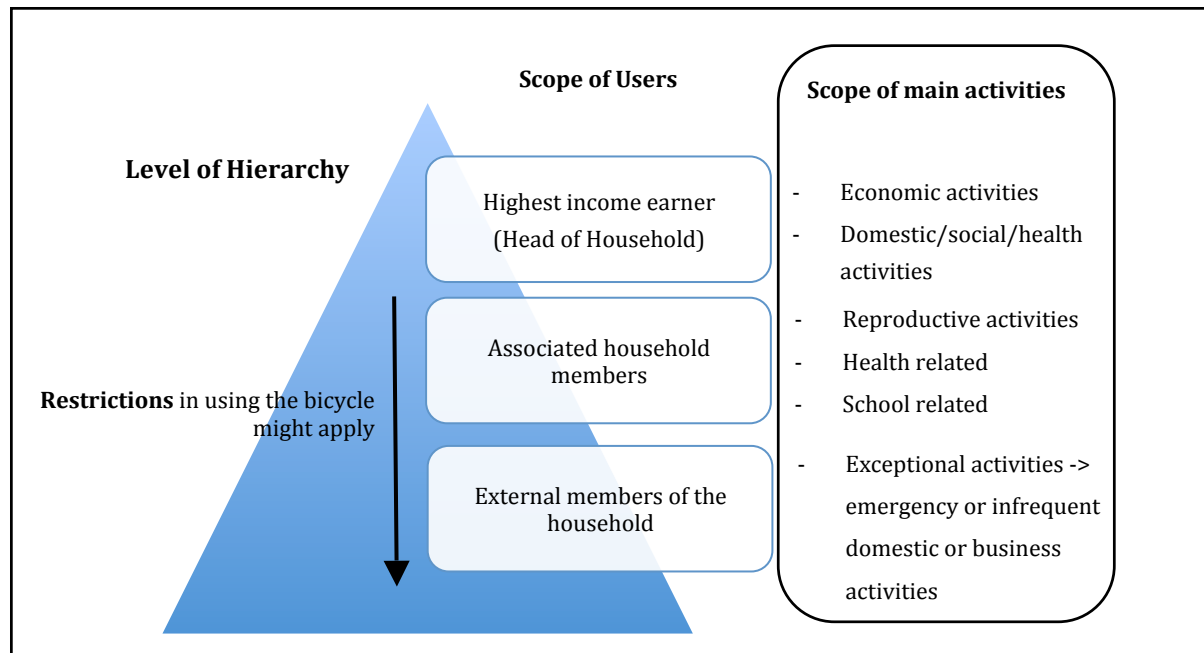 Scope of Users
Scope of main activities
Level of Hierarchy
Highest income earner
(Head of Household)
- Economic activities
- Domestic/social/health
activities
Associated household
members
- Reproductive activities
- Health related
- School related
Restrictions in using the bicycle
might apply
External members of the
household
- Exceptional activities ->
emergency or infrequent
domestic or business
activities